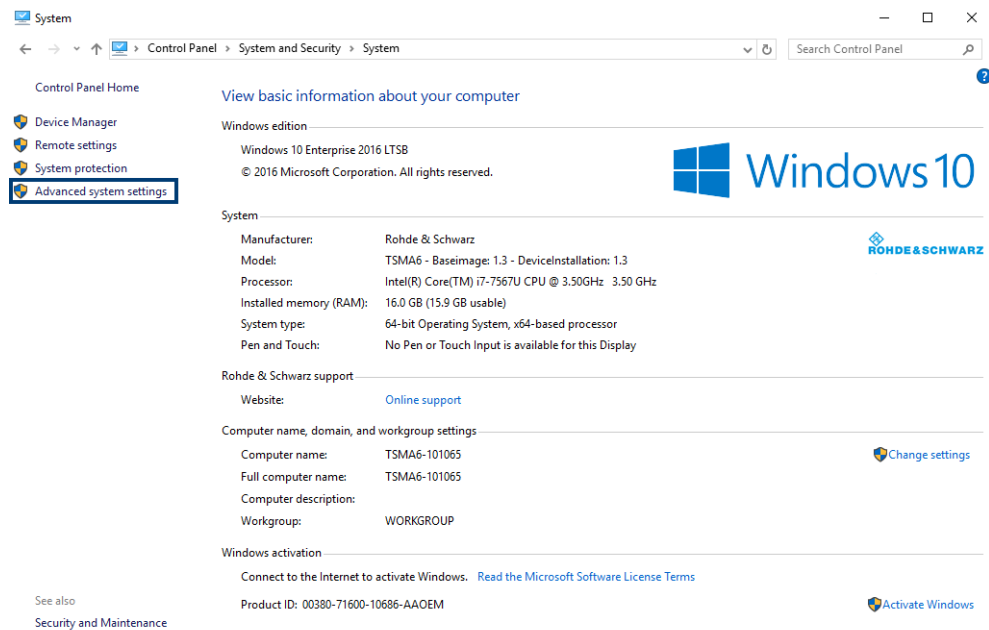 System
Control Panel > System and Security > System
Search Control Panel
?
Control Panel Home
Device Manager
Remote settings
System protection
Advanced system settings
View basic information about your computer
Windows edition
Windows 10 Enterprise 2016 LTSB
© 2016 Microsoft Corporation. All rights reserved.
Windows 10
System
Manufacturer: Rohde & Schwarz
Model: TSMA6 - Baseimage: 1.3 - DeviceInstallation: 1.3
Processor: Intel(R) Core(TM) i7-7567U CPU @ 3.50GHz 3.50 GHz
Installed memory (RAM): 16.0 GB (15.9 GB usable)
System type: 64-bit Operating System, x64-based processor
Pen and Touch: No Pen or Touch Input is available for this Display
ROHDE&SCHWARZ
Rohde & Schwarz support
Website: Online support
Computer name, domain, and workgroup settings
Computer name: TSMA6-101065
Change settings
Full computer name: TSMA6-101065
Computer description:
Workgroup: WORKGROUP
Windows activation
Connect to the Internet to activate Windows. Read the Microsoft Software License Terms
Product ID: 00380-71600-10686-AAOEM
Activate Windows
See also
Security and Maintenance